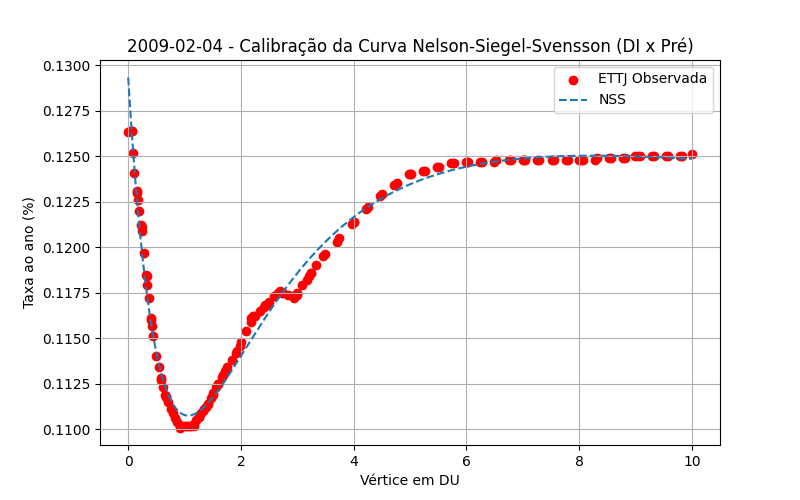 2009-02-04 - Calibração da Curva Nelson-Siegel-Svensson (DI x Pré)
ETTJ Observada
NSS
Taxa ao ano (%)
0.1300
0.1275
0.1250
0.1225
0.1200
0.1175
0.1150
0.1125
0.1100
0 2 4 6 8 10
Vértice em DU